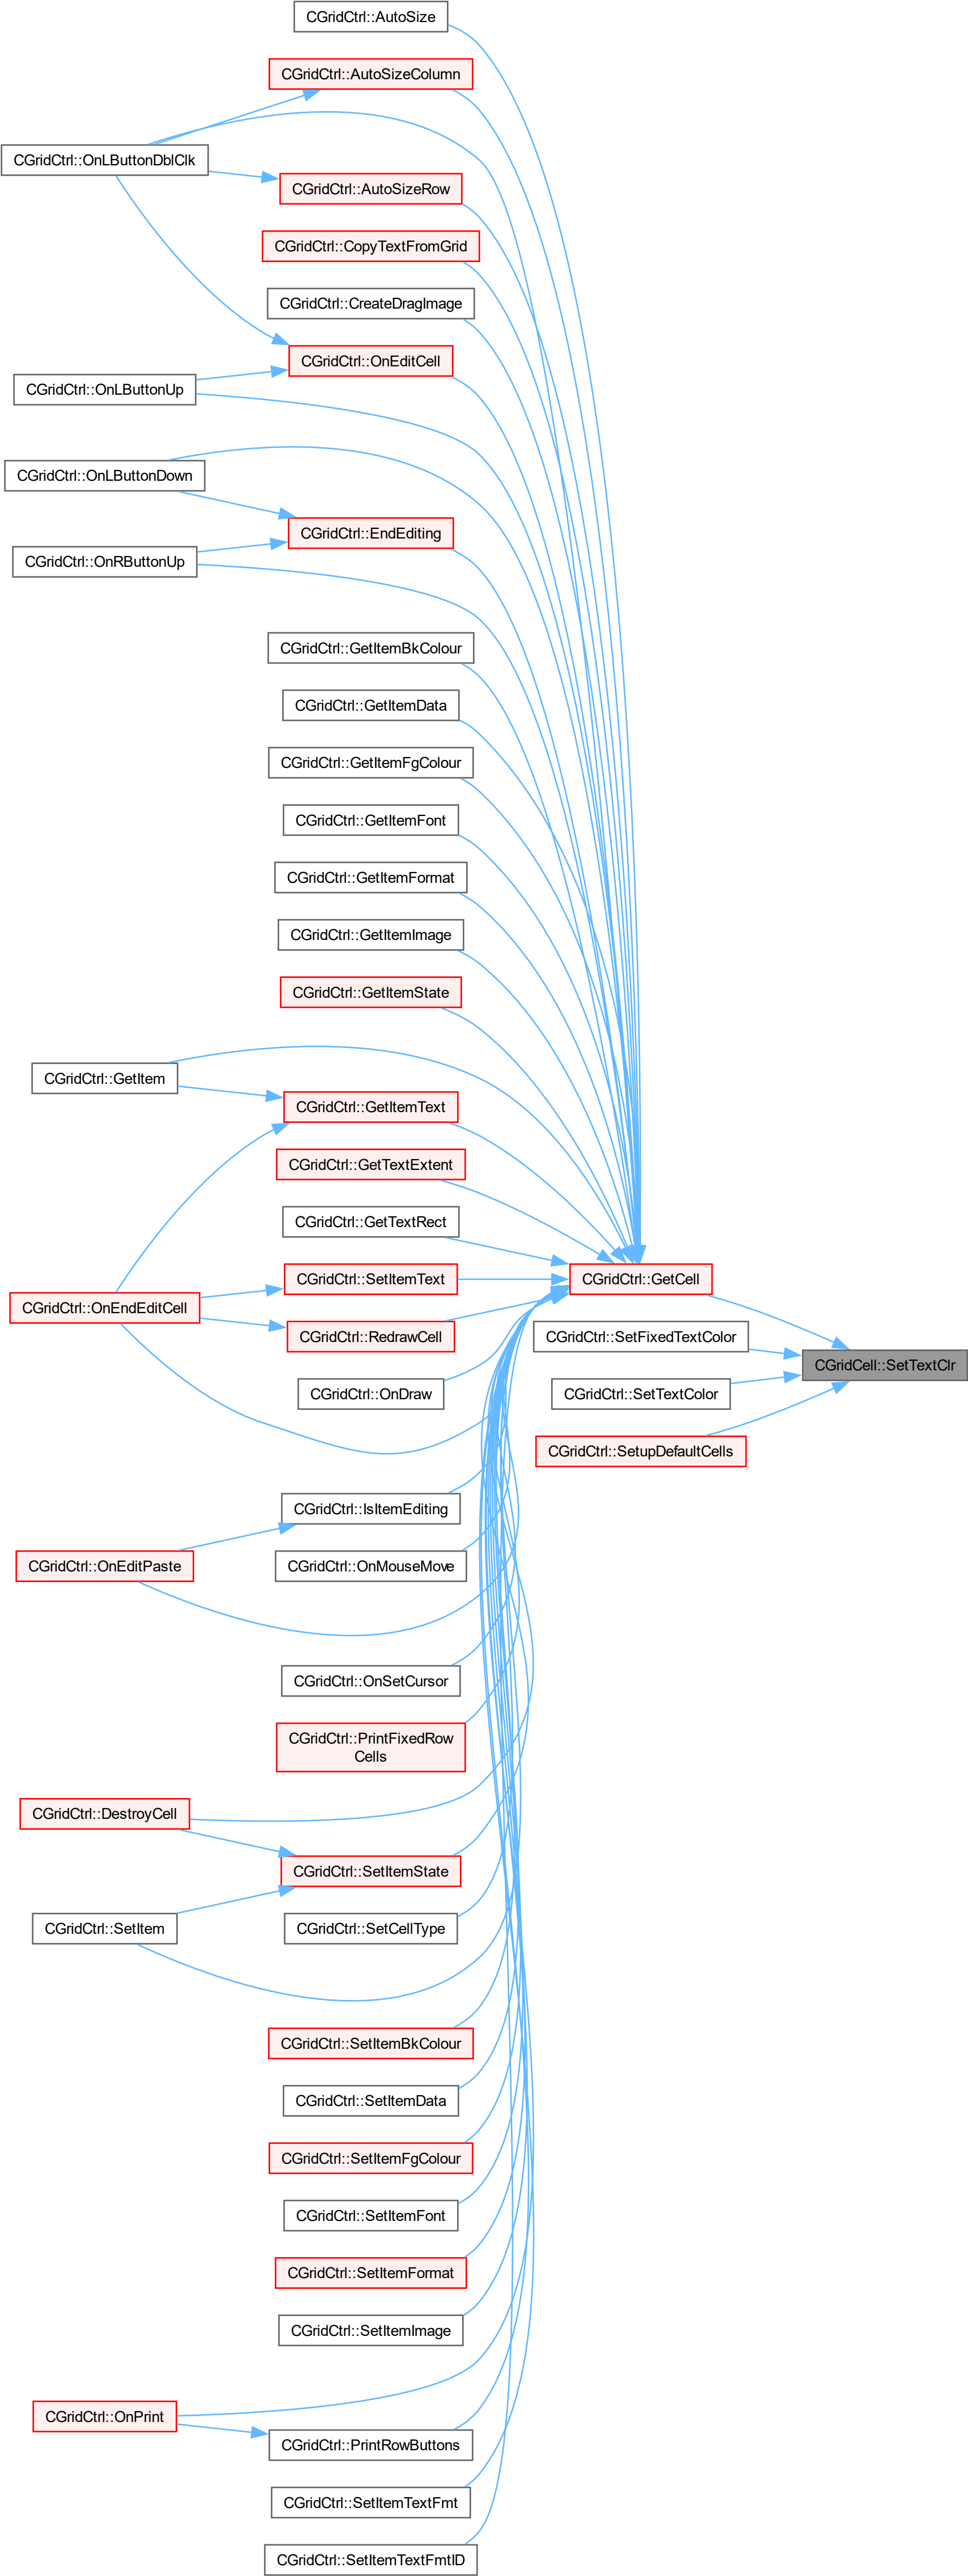 CGridCtrl::AutoSize
CGridCtrl::AutoSizeColumn
CGridCtrl::OnLButtonDblClk
CGridCtrl::AutoSizeRow
CGridCtrl::CopyTextFromGrid
CGridCtrl::CreateDragImage
CGridCtrl::OnEditCell
CGridCtrl::OnLButtonUp
CGridCtrl::OnLButtonDown
CGridCtrl::EndEditing
CGridCtrl::OnRButtonUp
CGridCtrl::GetItemBkColour
CGridCtrl::GetItemData
CGridCtrl::GetItemFgColour
CGridCtrl::GetItemFont
CGridCtrl::GetItemFormat
CGridCtrl::GetItemImage
CGridCtrl::GetItemState
CGridCtrl::GetItem
CGridCtrl::GetItemText
CGridCtrl::GetTextExtent
CGridCtrl::GetTextRect
CGridCtrl::SetItemText
CGridCtrl::GetCell
CGridCtrl::OnEndEditCell
CGridCtrl::RedrawCell
CGridCtrl::SetFixedTextColor
CGridCell::SetTextClr
CGridCtrl::OnDraw
CGridCtrl::SetTextColor
CGridCtrl::SetupDefaultCells
CGridCtrl::IsItemEditing
CGridCtrl::OnEditPaste
CGridCtrl::OnMouseMove
CGridCtrl::OnSetCursor
CGridCtrl::PrintFixedRow
Cells
CGridCtrl::DestroyCell
CGridCtrl::SetItemState
CGridCtrl::SetItem
CGridCtrl::SetCellType
CGridCtrl::SetItemBkColour
CGridCtrl::SetItemData
CGridCtrl::SetItemFgColour
CGridCtrl::SetItemFont
CGridCtrl::SetItemFormat
CGridCtrl::SetItemImage
CGridCtrl::OnPrint
CGridCtrl::PrintRowButtons
CGridCtrl::SetItemTextFmt
CGridCtrl::SetItemTextFmtID